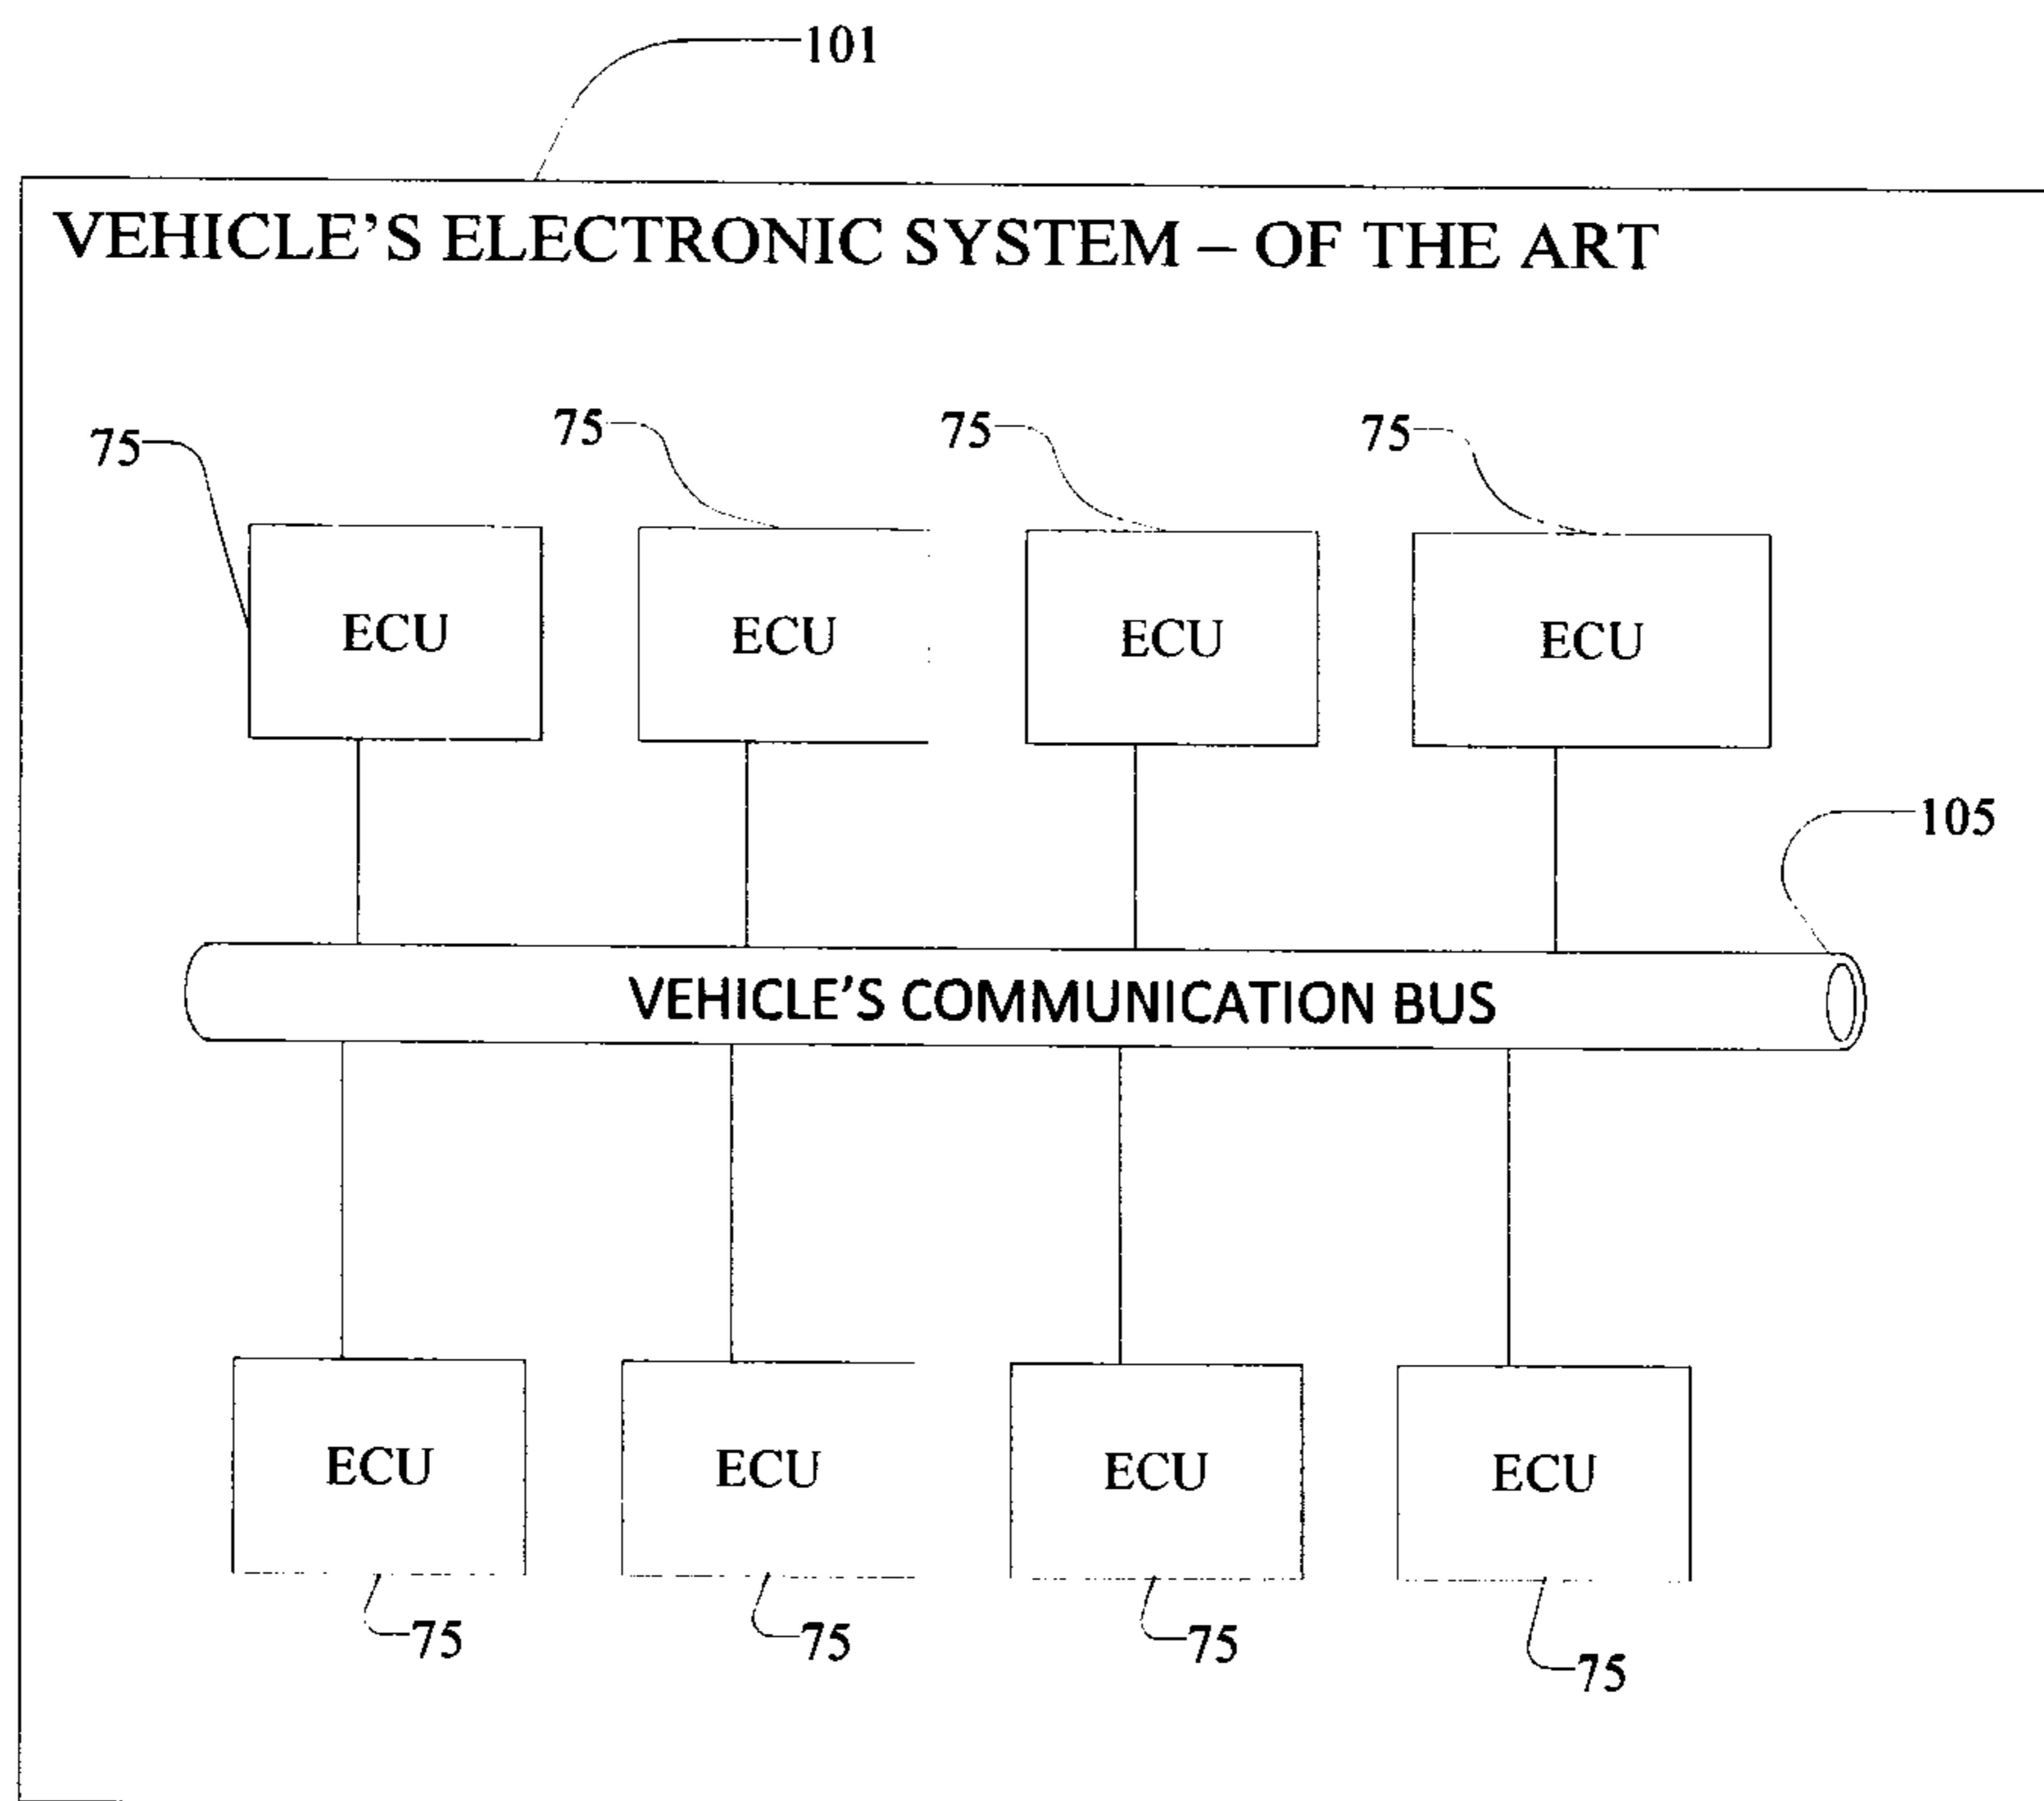 101
VEHICLE'S ELECTRONIC SYSTEM – OF THE ART
75 75 75 75
ECU ECU ECU ECU
105
VEHICLE'S COMMUNICATION BUS
ECU ECU ECU ECU
75 75 75 75